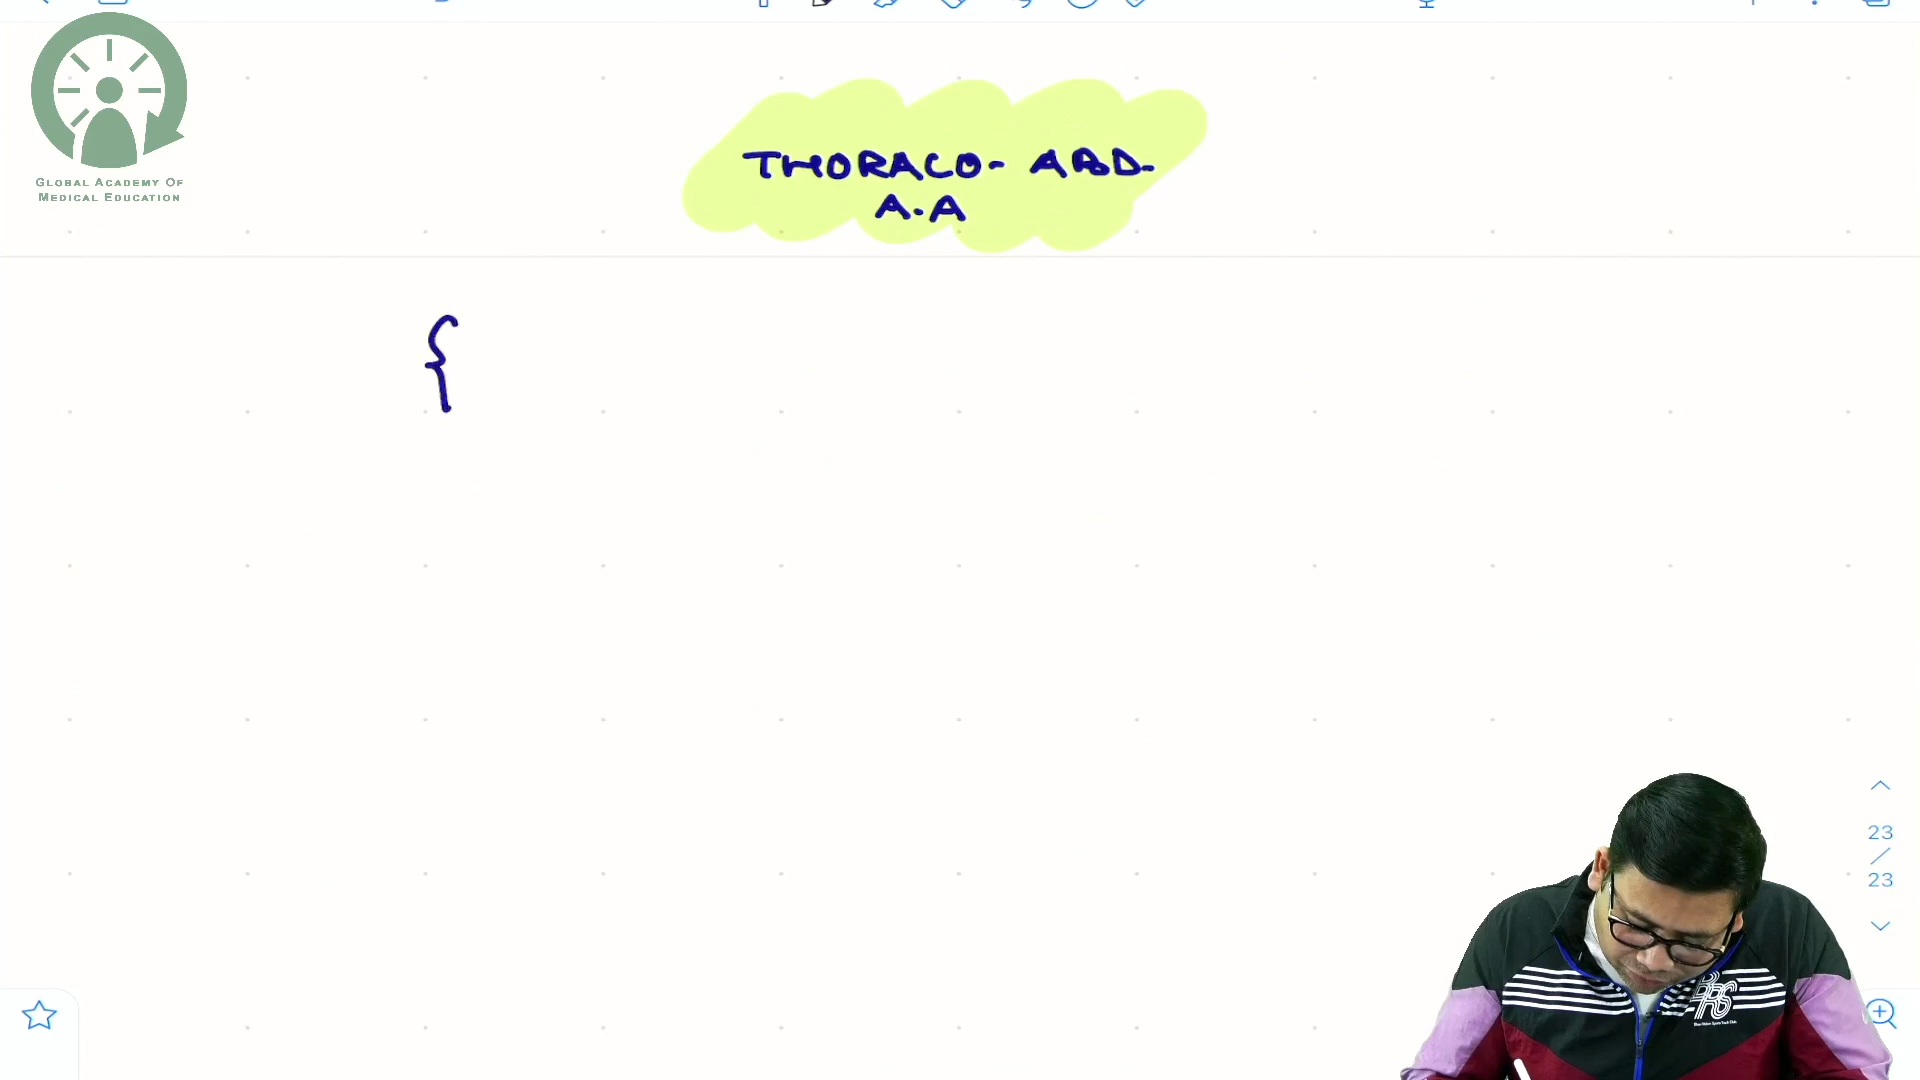 GLOBAL ACADEMY OF
MEDICAL EDUCATION
THORACO- ABD-
A.A
{
23
/
23